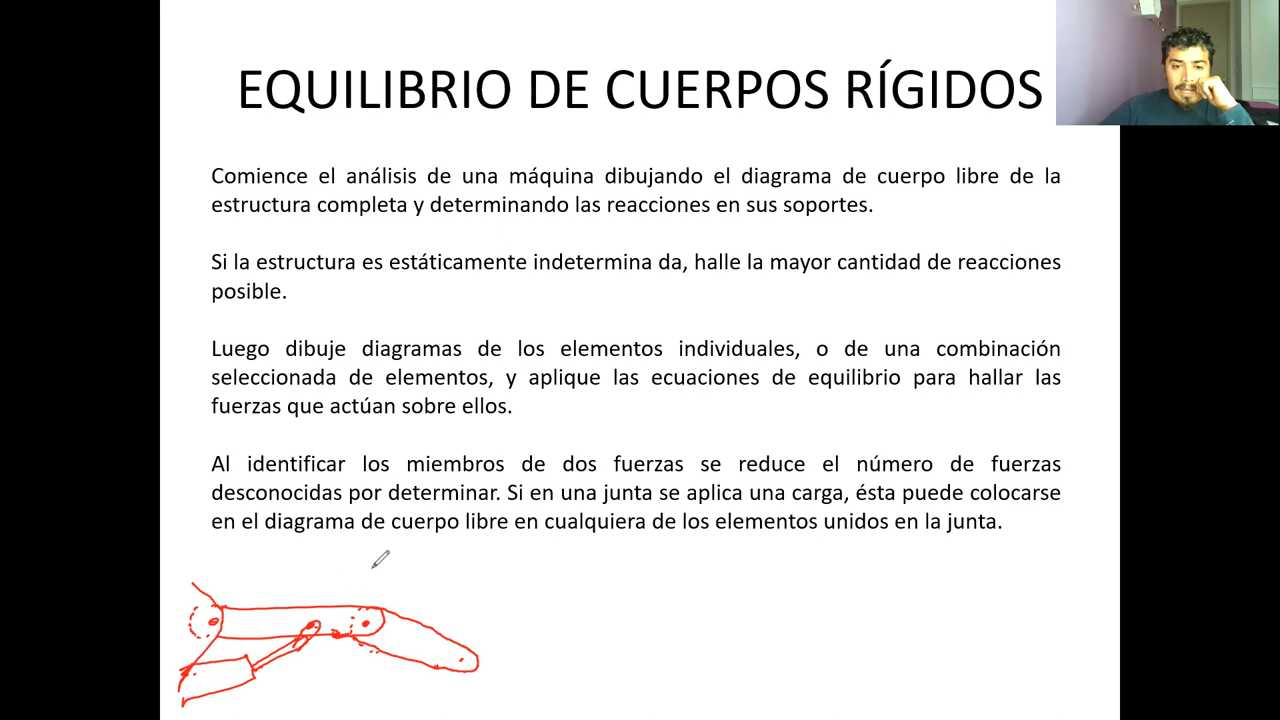 EQUILIBRIO DE CUERPOS RÍGIDOS
Comience el análisis de una máquina dibujando el diagrama de cuerpo libre de la
estructura completa y determinando las reacciones en sus soportes.
Si la estructura es estáticamente indetermina da, halle la mayor cantidad de reacciones
posible.
Luego dibuje diagramas de los elementos individuales, o de una combinación
seleccionada de elementos, y aplique las ecuaciones de equilibrio para hallar las
fuerzas que actúan sobre ellos.
Al identificar los miembros de dos fuerzas se reduce el número de fuerzas
desconocidas por determinar. Si en una junta se aplica una carga, ésta puede colocarse
en el diagrama de cuerpo libre en cualquiera de los elementos unidos en la junta.